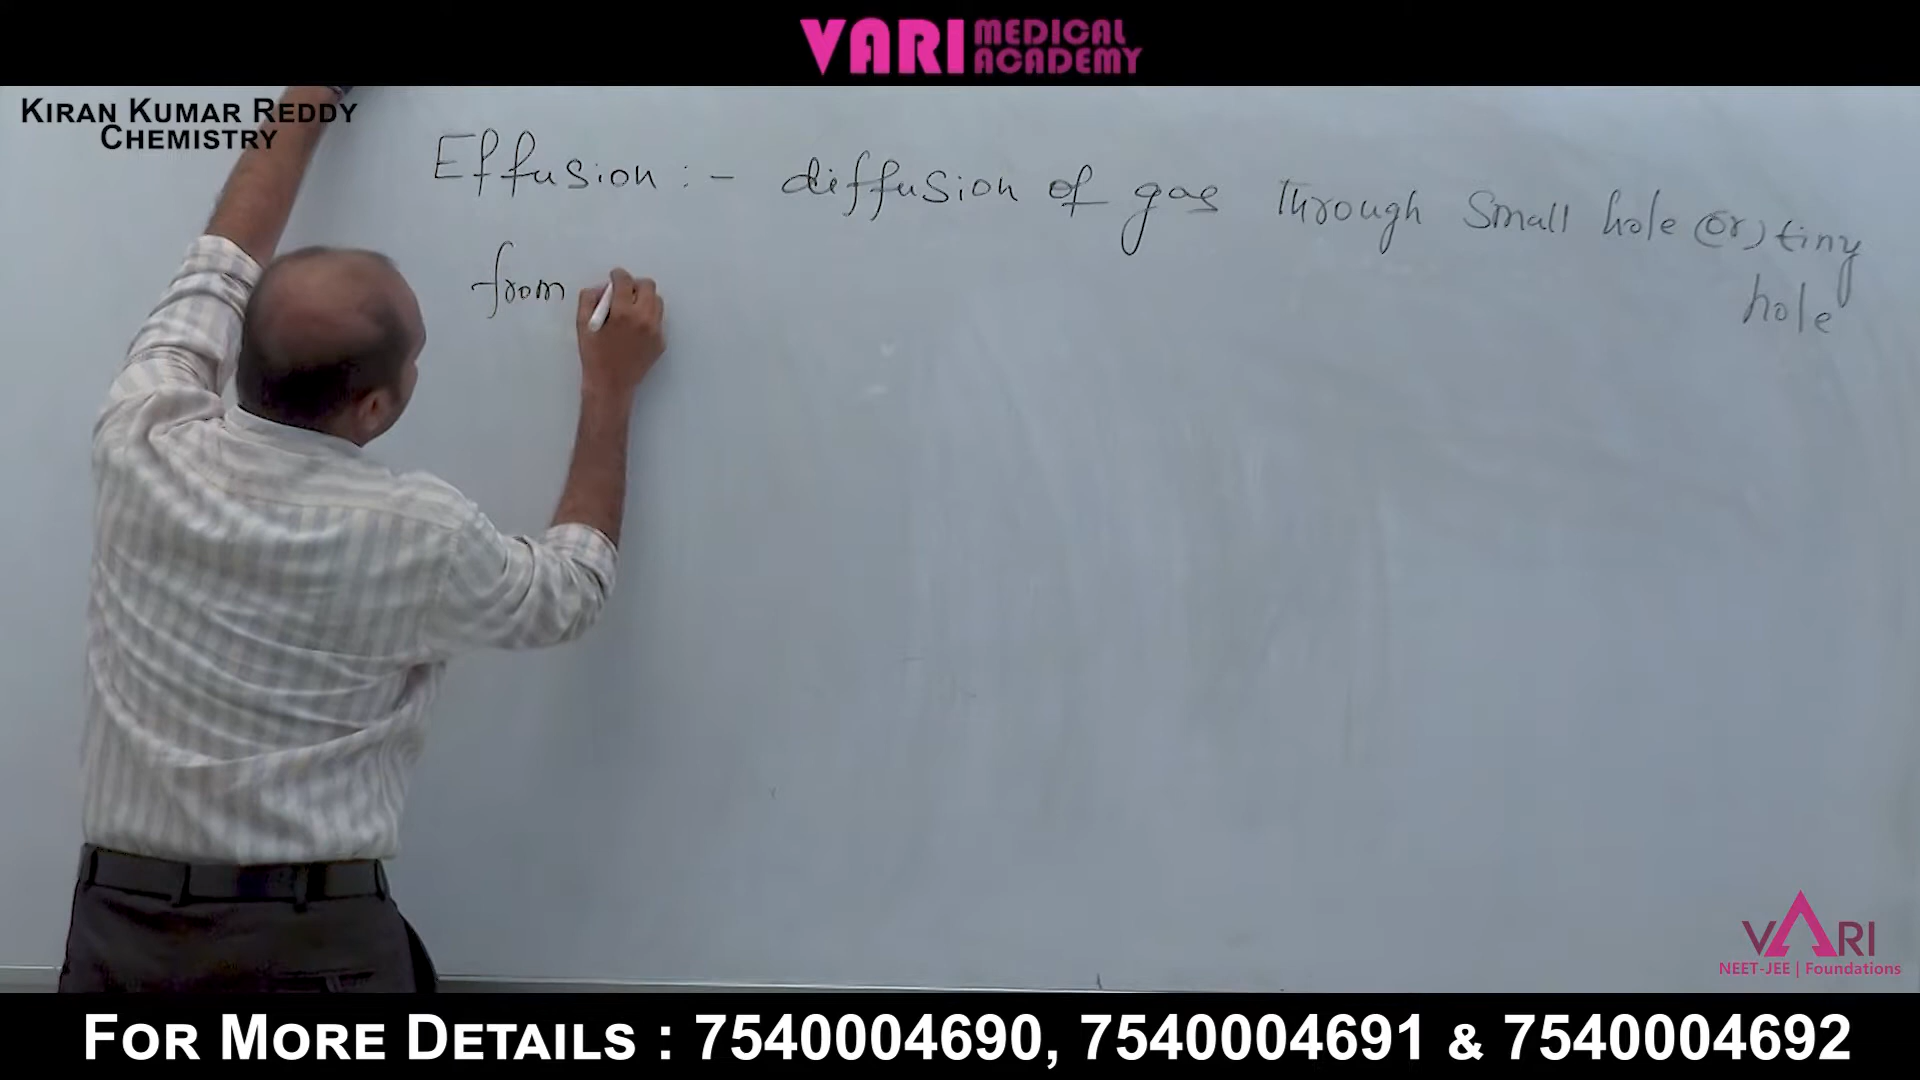 VARI MEDICAL ACADEMY
KIRAN KUMAR REDDY
CHEMISTRY
Effusion :- diffusion of gas through small hole (or) tiny
hole
from
VARI
NEET-JEE | Foundations
FOR MORE DETAILS : 7540004690, 7540004691 & 7540004692